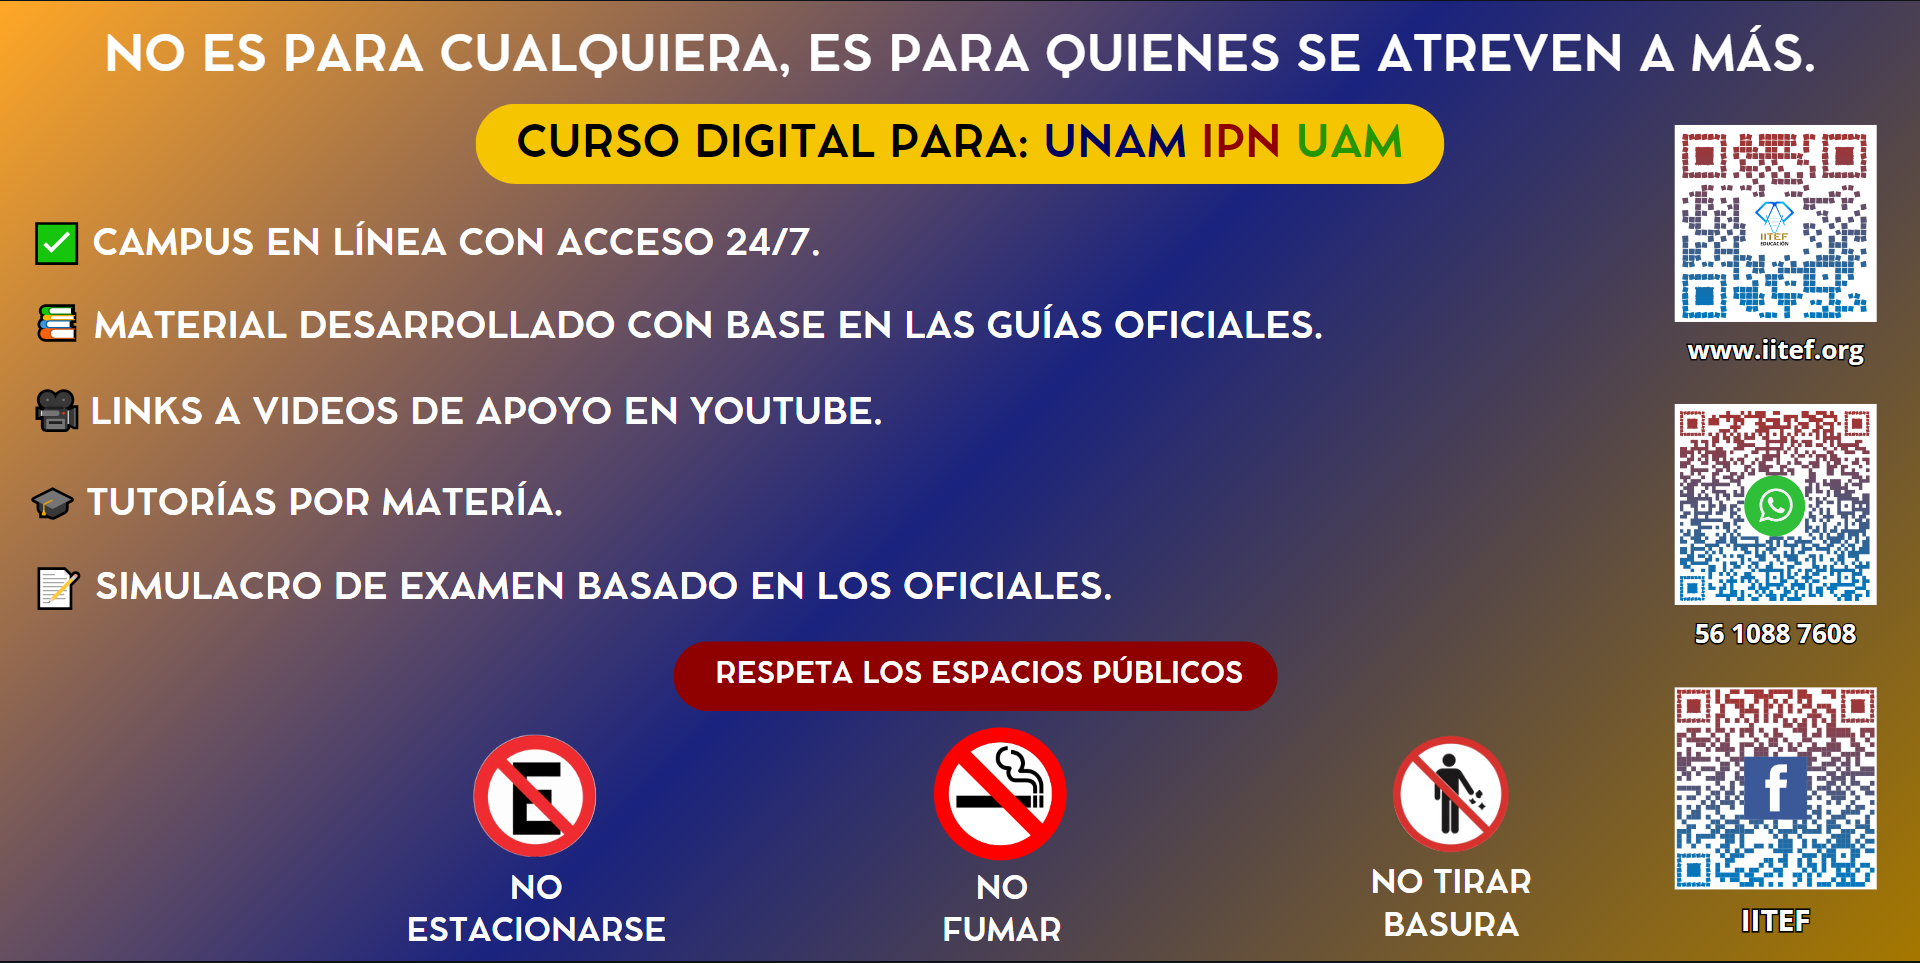 NO ES PARA CUALQUIERA, ES PARA QUIENES SE ATREVEN A MÁS.
CURSO DIGITAL PARA: UNAM IPN UAM
CAMPUS EN LÍNEA CON ACCESO 24/7.
MATERIAL DESARROLLADO CON BASE EN LAS GUÍAS OFICIALES.
LINKS A VIDEOS DE APOYO EN YOUTUBE.
TUTORÍAS POR MATERÍA.
SIMULACRO DE EXAMEN BASADO EN LOS OFICIALES.
IITEF
EDUCACIÓN
www.iitef.org
56 1088 7608
f
IITEF
RESPETA LOS ESPACIOS PÚBLICOS
E
NO
ESTACIONARSE
NO
FUMAR
NO TIRAR
BASURA